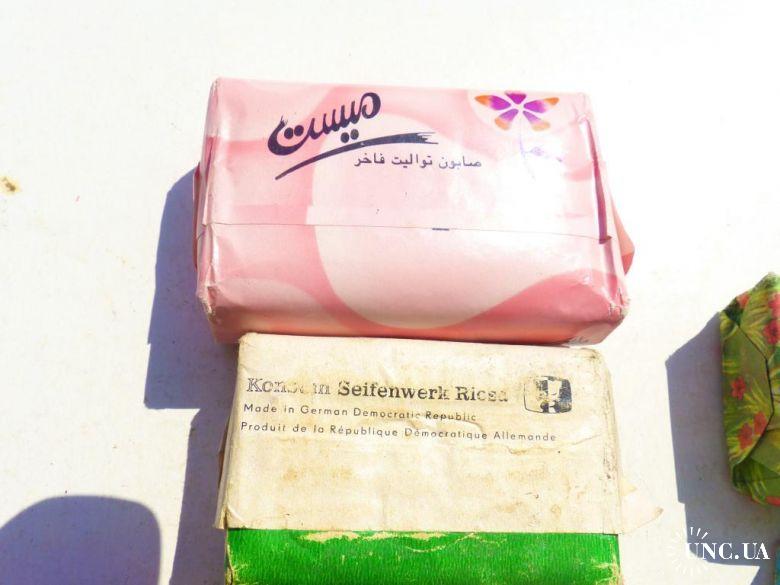 ميست
صابون تواليت فاخر
Konsum Seifenwerk Riesa
Made in German Democratic Republic
Produit de la République Démocratique Allemande
UNC.UA